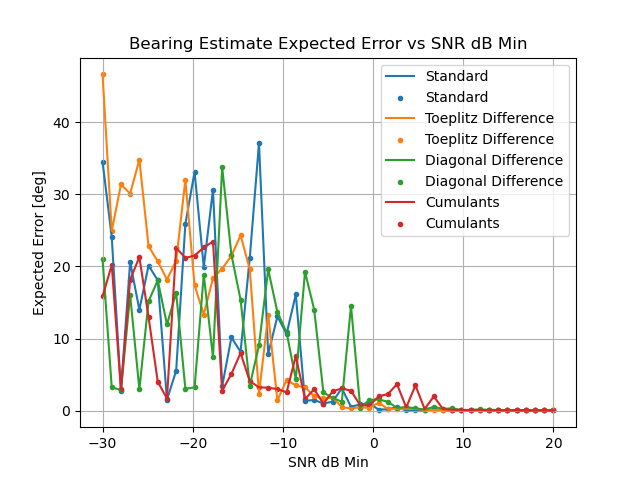 Bearing Estimate Expected Error vs SNR dB Min
Standard
Standard
Toeplitz Difference
Toeplitz Difference
Diagonal Difference
Diagonal Difference
Cumulants
Cumulants
Expected Error [deg]
40
30
20
10
0
−30 −20 −10 0 10 20
SNR dB Min